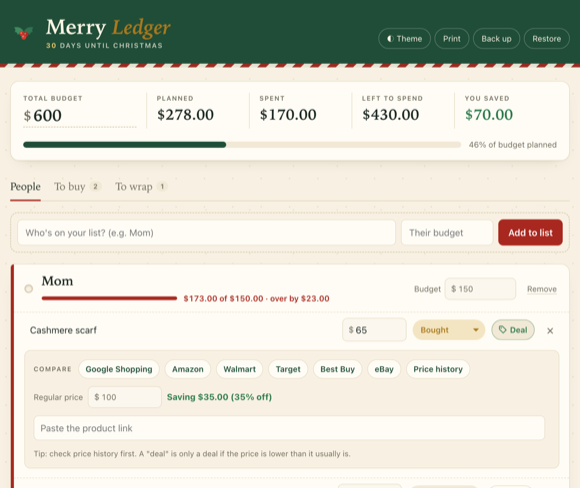 Merry Ledger
30 DAYS UNTIL CHRISTMAS
Theme Print Back up Restore
TOTAL BUDGET PLANNED SPENT LEFT TO SPEND YOU SAVED
$600 $278.00 $170.00 $430.00 $70.00
46% of budget planned
People To buy 2 To wrap 1
Who's on your list? (e.g. Mom) Their budget Add to list
Mom
Budget $ 150 Remove
$173.00 of $150.00 · over by $23.00
Cashmere scarf $ 65 Bought Deal ×
COMPARE Google Shopping Amazon Walmart Target Best Buy eBay Price history
Regular price $ 100 Saving $35.00 (35% off)
Paste the product link
Tip: check price history first. A "deal" is only a deal if the price is lower than it usually is.